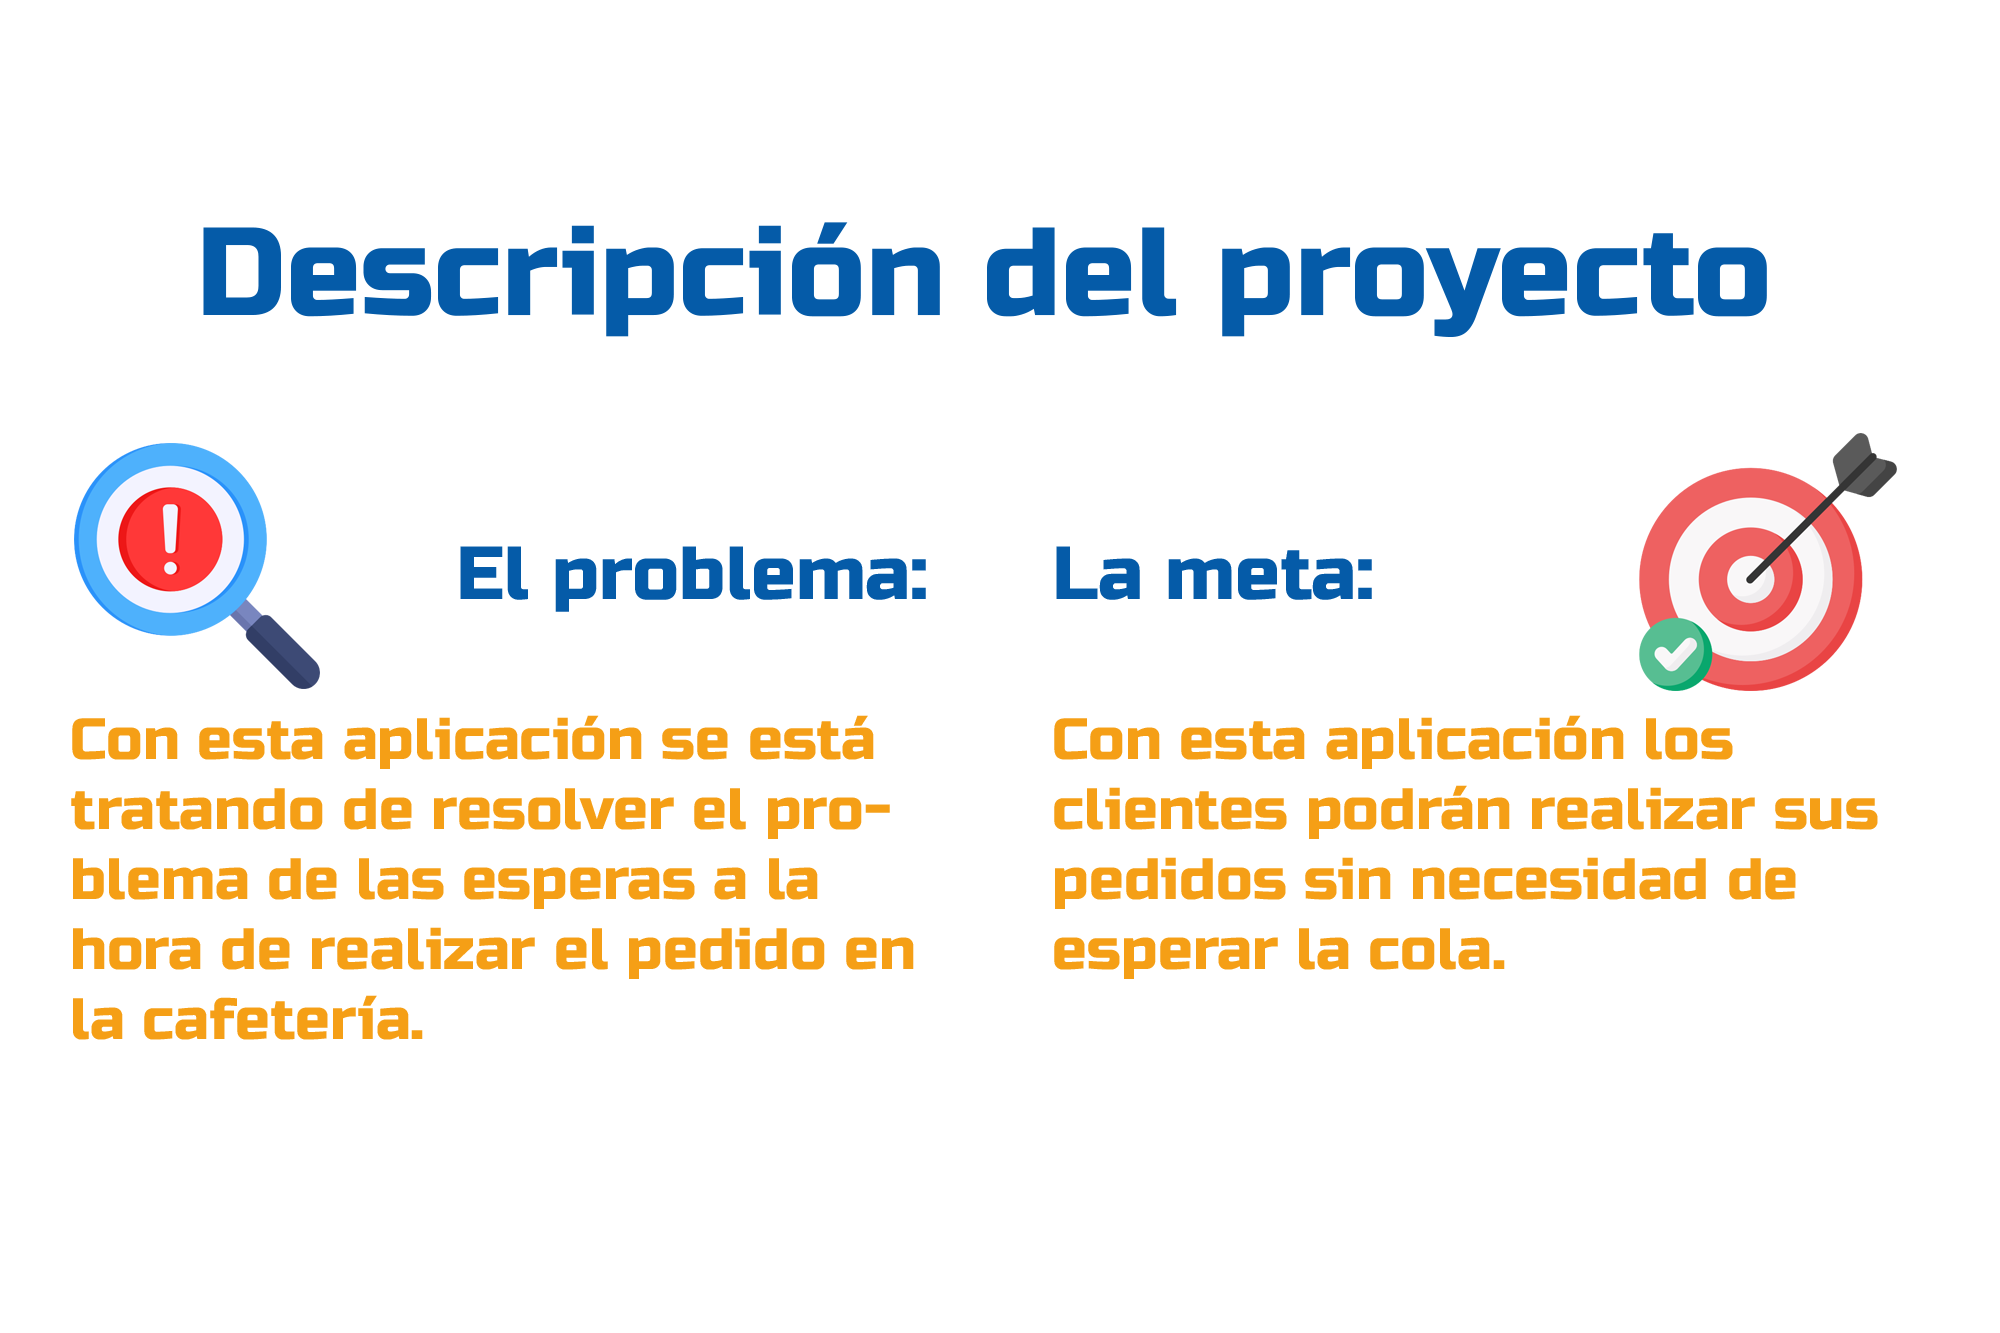 Descripción del proyecto
El problema:
Con esta aplicación se está
tratando de resolver el pro-
blema de las esperas a la
hora de realizar el pedido en
la cafetería.
La meta:
Con esta aplicación los
clientes podrán realizar sus
pedidos sin necesidad de
esperar la cola.